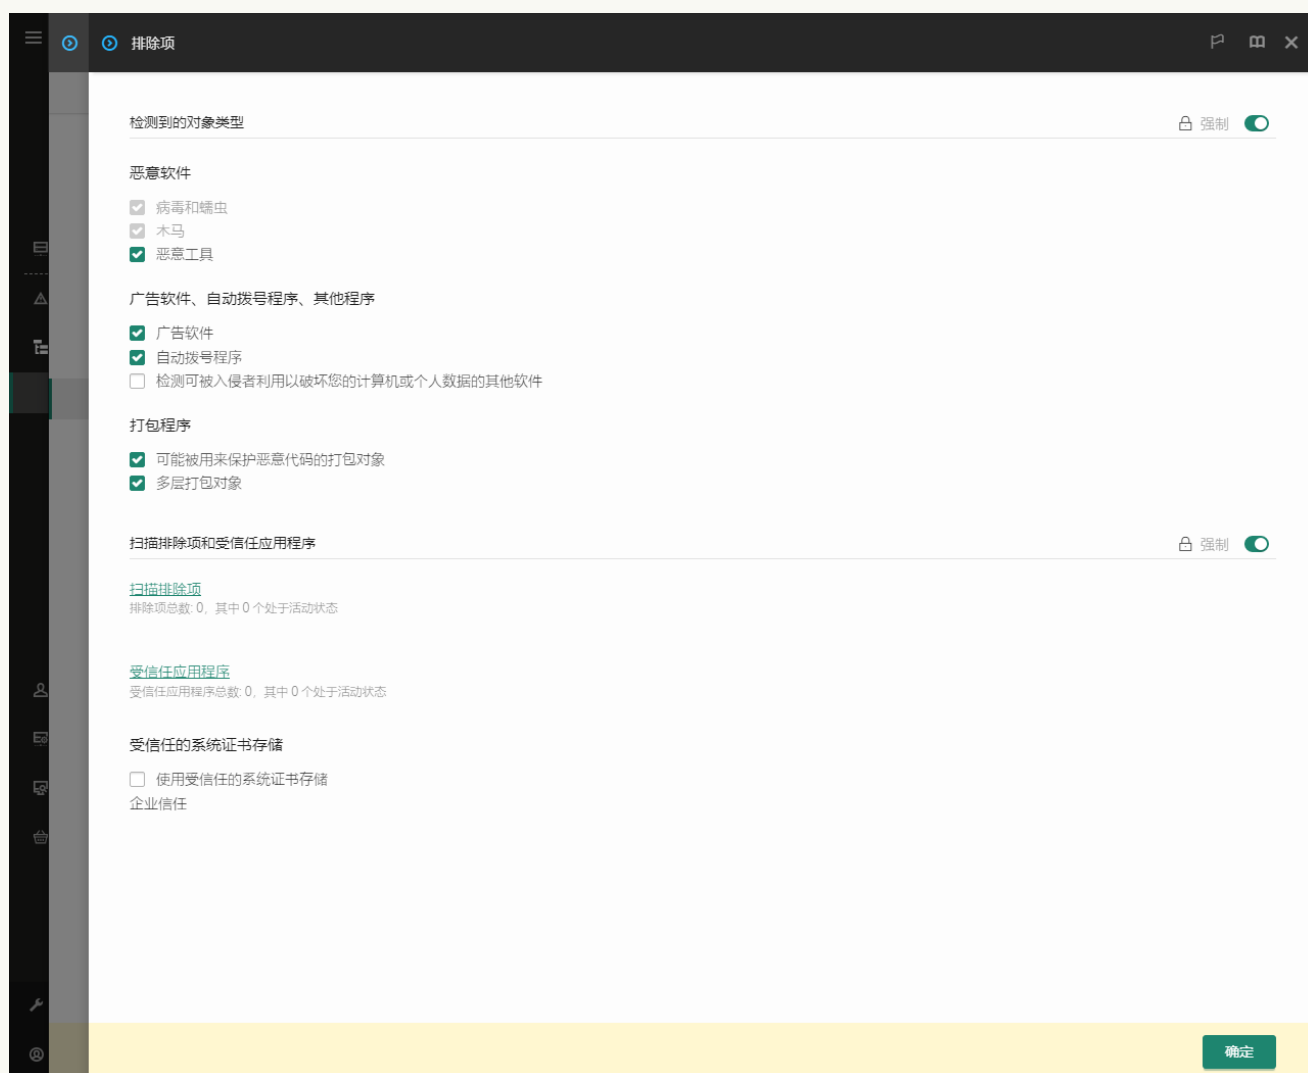 排除项
检测到的对象类型
强制
恶意软件
病毒和蠕虫
木马
恶意工具
广告软件、自动拨号程序、其他程序
广告软件
自动拨号程序
检测可被入侵者利用以破坏您的计算机或个人数据的其他软件
打包程序
可能被用来保护恶意代码的打包对象
多层打包对象
扫描排除项和受信任应用程序
强制
扫描排除项
排除项总数: 0，其中 0 个处于活动状态
受信任应用程序
受信任应用程序总数: 0，其中 0 个处于活动状态
受信任的系统证书存储
使用受信任的系统证书存储
企业信任
确定